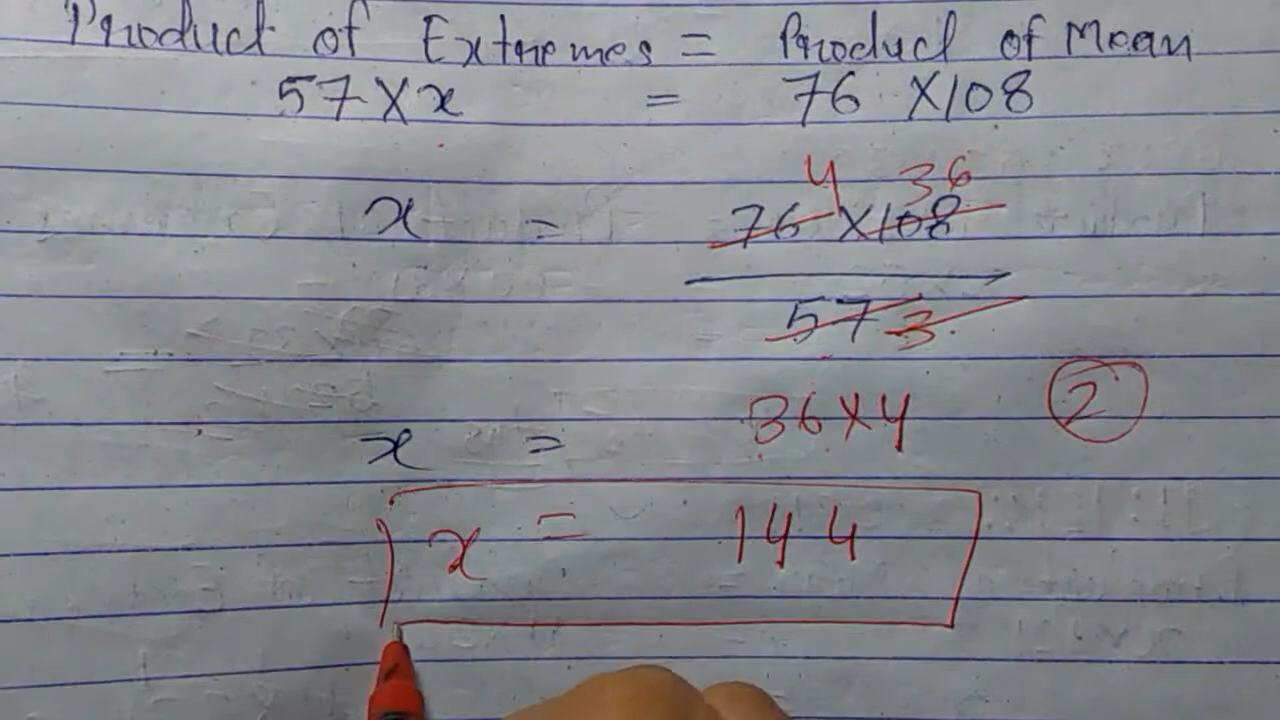 Product of Extremes = Product of Mean
57 X x = 76 X 108
4 36
x = 76 X 108
57 3
x = 36 X 4
2
x = 144